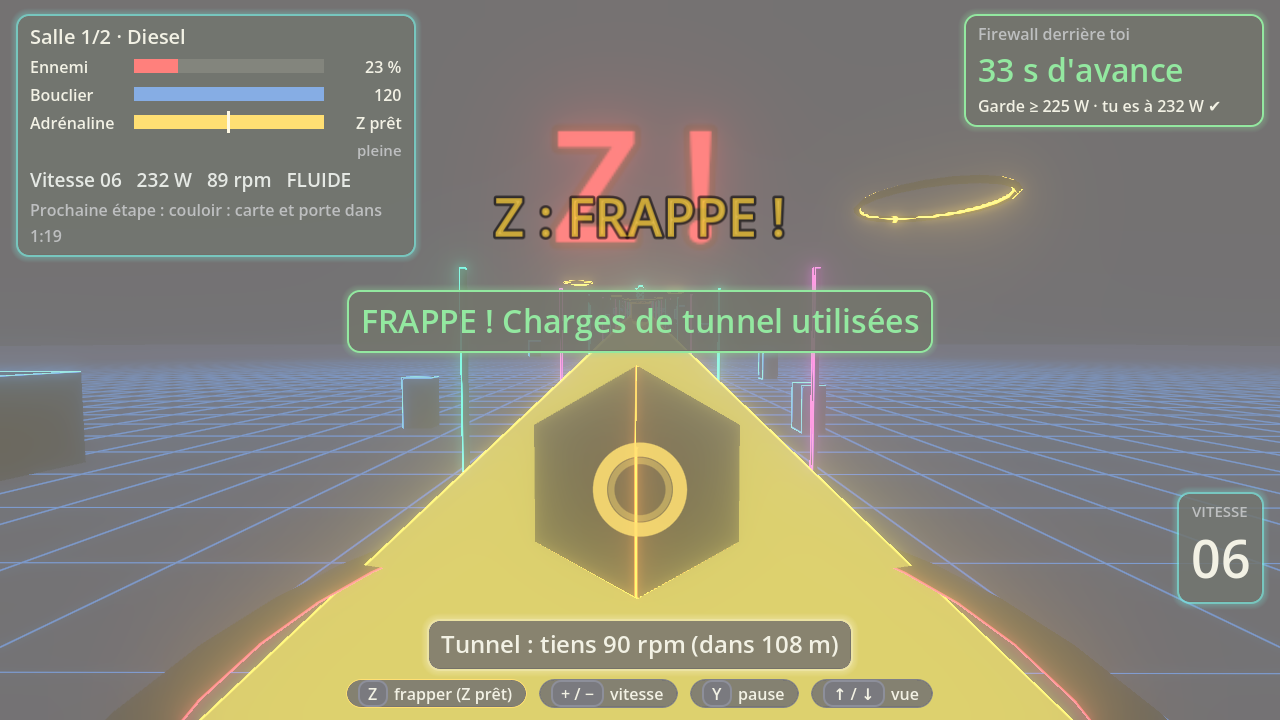 Salle 1/2 · Diesel
Ennemi 23 %
Bouclier 120
Adrénaline Z prêt
pleine
Vitesse 06 232 W 89 rpm FLUIDE
Prochaine étape : couloir : carte et porte dans
1:19
Firewall derrière toi
33 s d'avance
Garde ≥ 225 W · tu es à 232 W ✔
Z !
Z : FRAPPE !
FRAPPE ! Charges de tunnel utilisées
VITESSE
06
Tunnel : tiens 90 rpm (dans 108 m)
Z frapper (Z prêt) + / − vitesse Y pause ↑ / ↓ vue